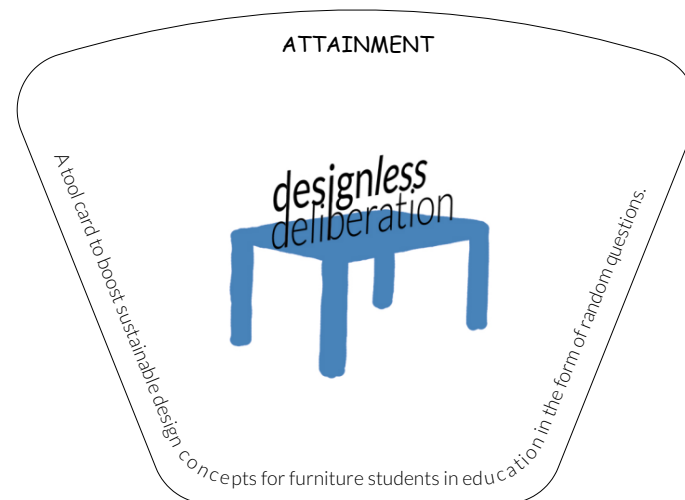 ATTAINMENT
designless
deliberation
A tool card to boost sustainable design concepts for furniture students in education in the form of random questions.